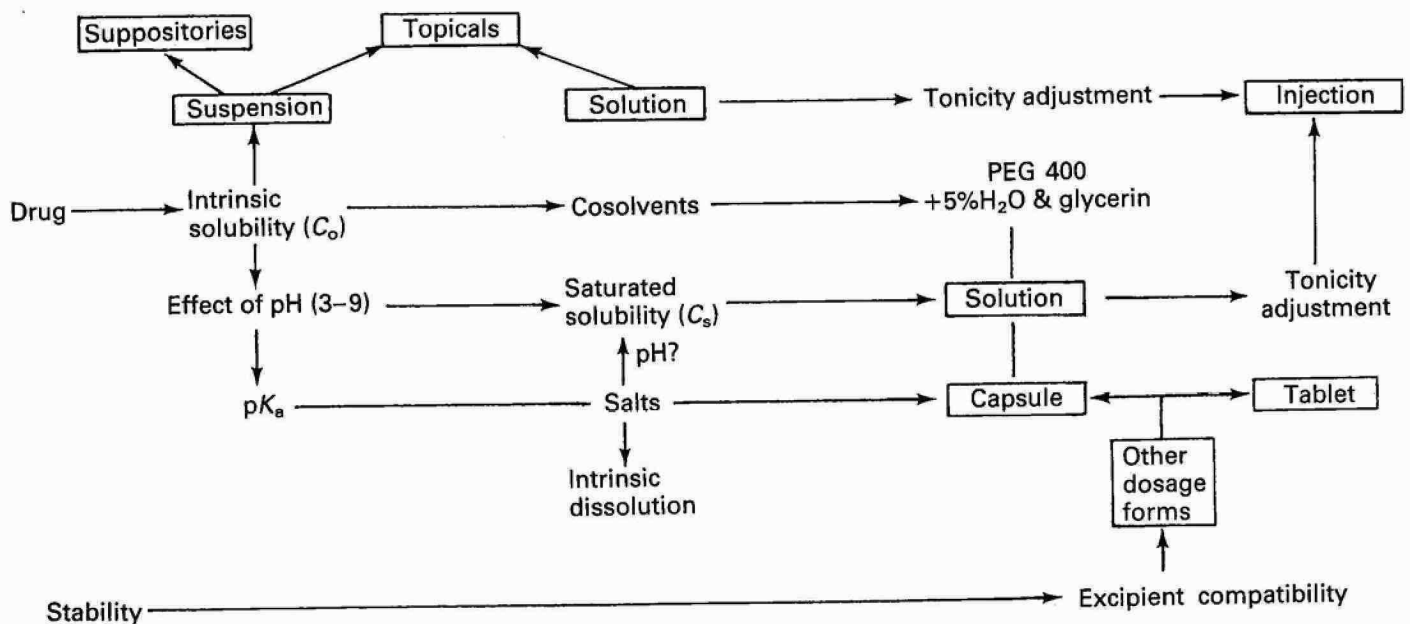 Suppositories
Topicals
Suspension
Solution
Tonicity adjustment
Injection
Drug
Intrinsic
solubility (Cₒ)
Cosolvents
PEG 400
+5%H₂O & glycerin
Effect of pH (3–9)
Saturated
solubility (Cₛ)
Solution
Tonicity
adjustment
pH?
pKₐ
Salts
Capsule
Tablet
Intrinsic
dissolution
Other
dosage
forms
Stability
Excipient compatibility